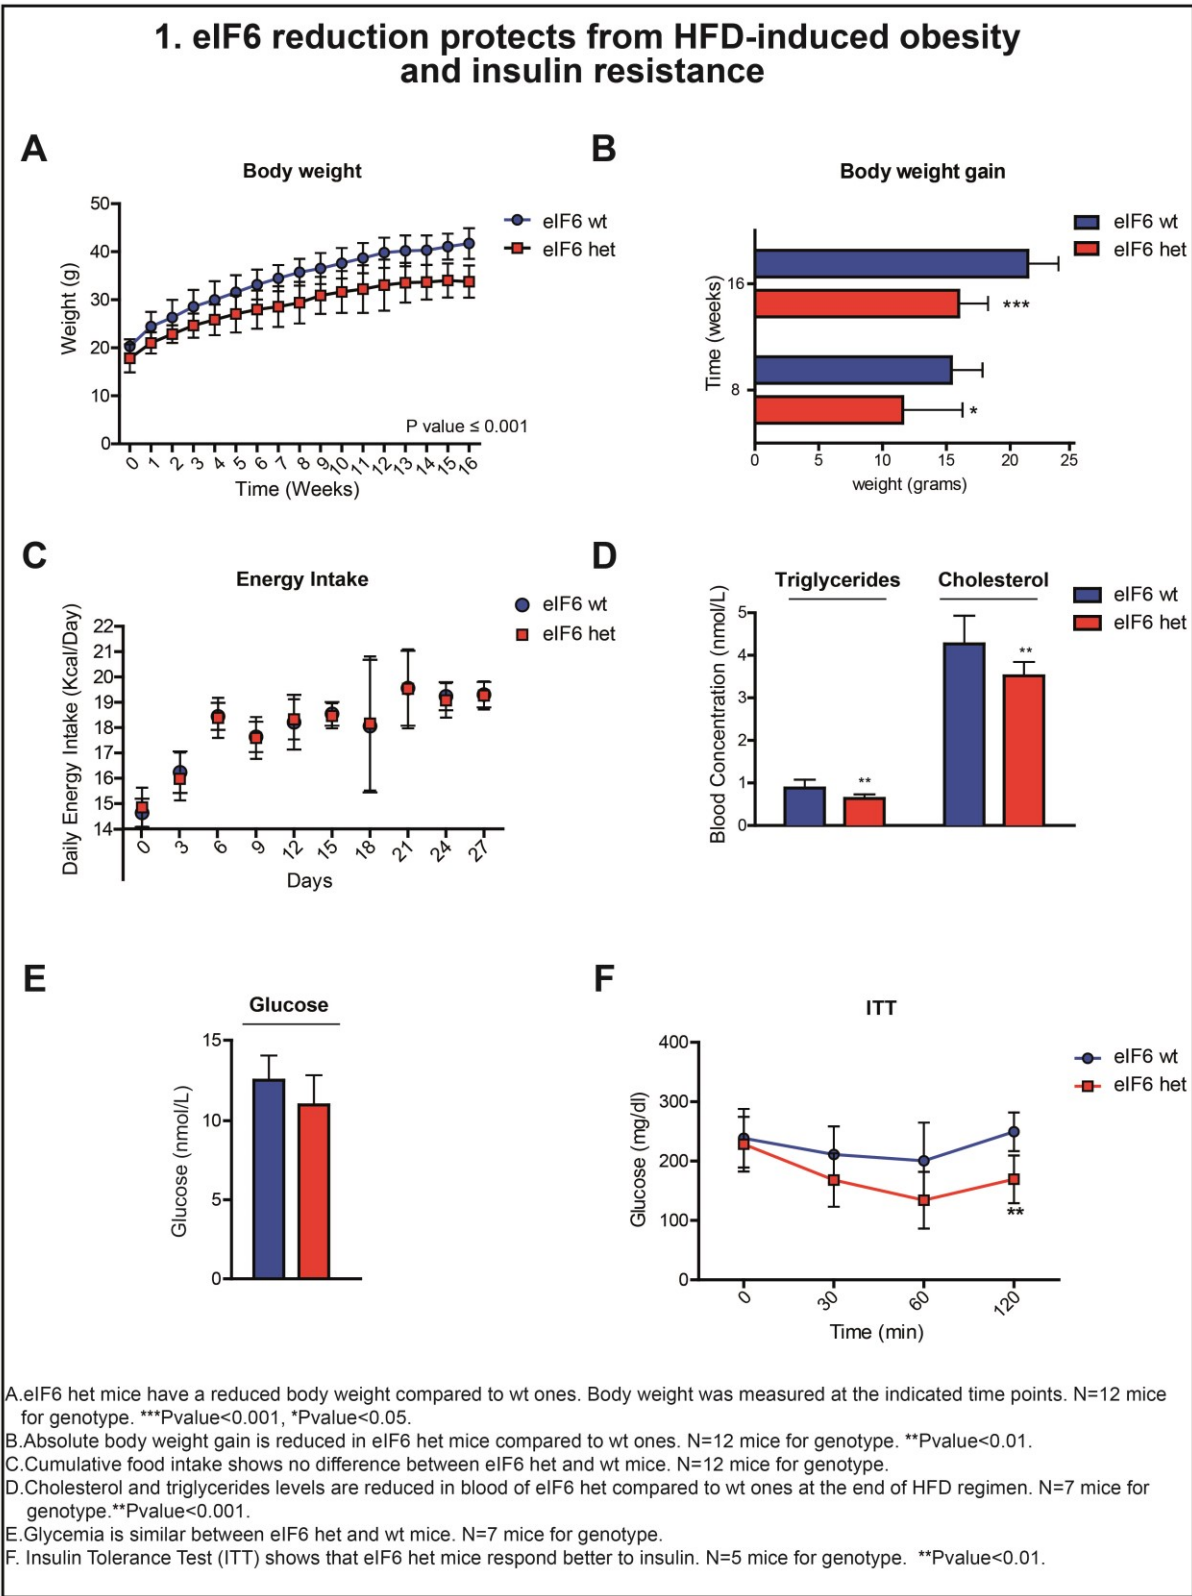 1. eIF6 reduction protects from HFD-induced obesity
and insulin resistance
A
Body weight
Weight (g)
50
40
30
20
10
0
0 1 2 3 4 5 6 7 8 9 10 11 12 13 14 15 16
Time (Weeks)
P value ≤ 0.001
eIF6 wt
eIF6 het
B
Body weight gain
Time (weeks)
16
8
***
*
0 5 10 15 20 25
weight (grams)
eIF6 wt
eIF6 het
C
Energy Intake
Daily Energy Intake (Kcal/Day)
22
21
20
19
18
17
16
15
14
0 3 6 9 12 15 18 21 24 27
Days
eIF6 wt
eIF6 het
D
Triglycerides Cholesterol
Blood Concentration (nmol/L)
5
4
3
2
1
0
**
**
eIF6 wt
eIF6 het
E
Glucose
Glucose (nmol/L)
15
10
5
0
F
ITT
Glucose (mg/dl)
400
300
200
100
0
**
0 30 60 120
Time (min)
eIF6 wt
eIF6 het
A.eIF6 het mice have a reduced body weight compared to wt ones. Body weight was measured at the indicated time points. N=12 mice
for genotype. ***Pvalue<0.001, *Pvalue<0.05.
B.Absolute body weight gain is reduced in eIF6 het mice compared to wt ones. N=12 mice for genotype. **Pvalue<0.01.
C.Cumulative food intake shows no difference between eIF6 het and wt mice. N=12 mice for genotype.
D.Cholesterol and triglycerides levels are reduced in blood of eIF6 het compared to wt ones at the end of HFD regimen. N=7 mice for
genotype.**Pvalue<0.001.
E.Glycemia is similar between eIF6 het and wt mice. N=7 mice for genotype.
F. Insulin Tolerance Test (ITT) shows that eIF6 het mice respond better to insulin. N=5 mice for genotype. **Pvalue<0.01.